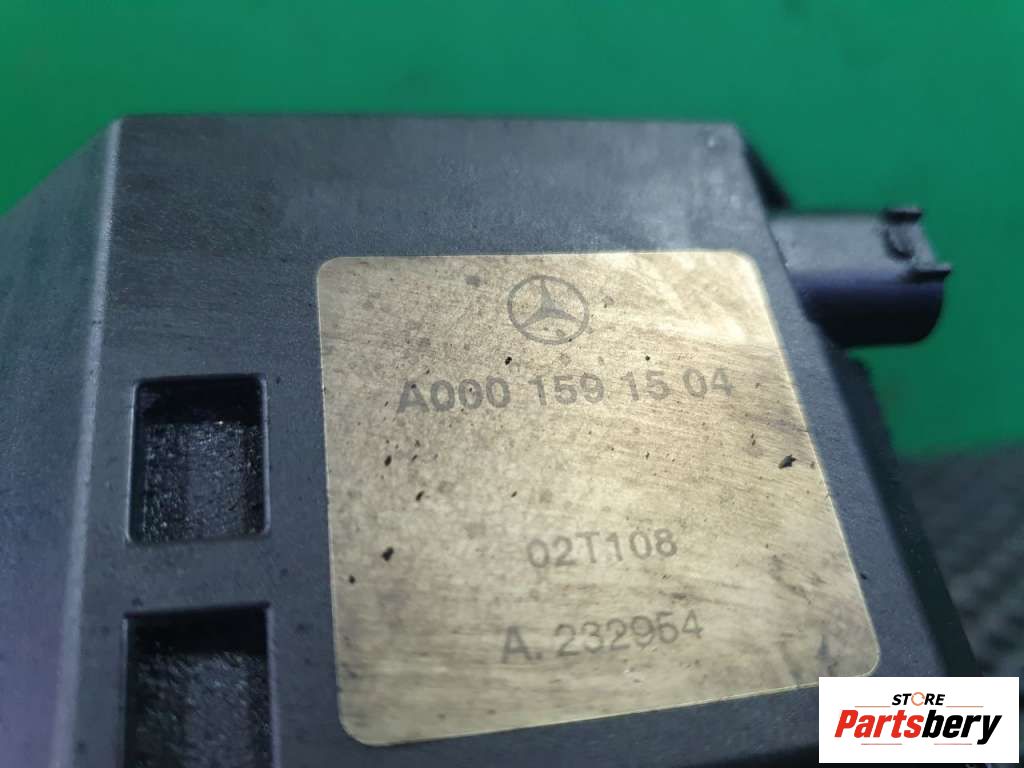 A000 159 15 04
02T108
A. 232954
STORE
Partsbery